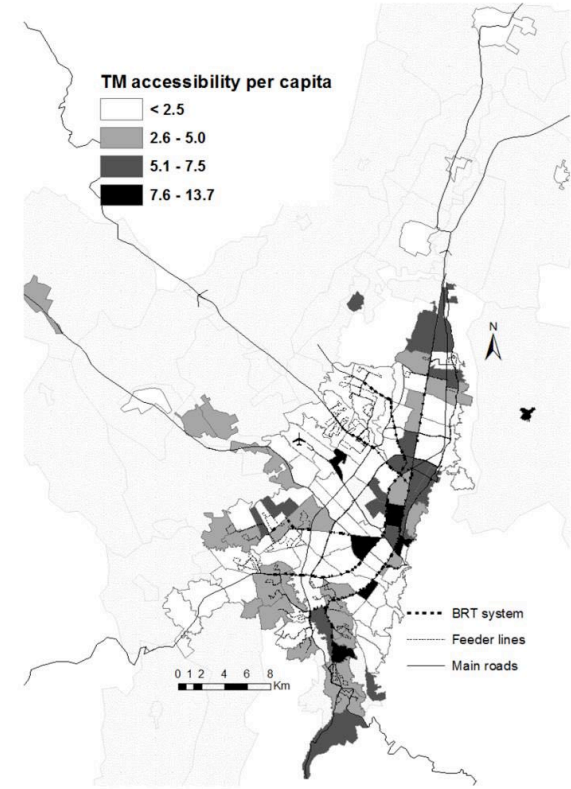 TM accessibility per capita
< 2.5
2.6 - 5.0
5.1 - 7.5
7.6 - 13.7
N
BRT system
Feeder lines
Main roads
0 1 2 4 6 8
Km